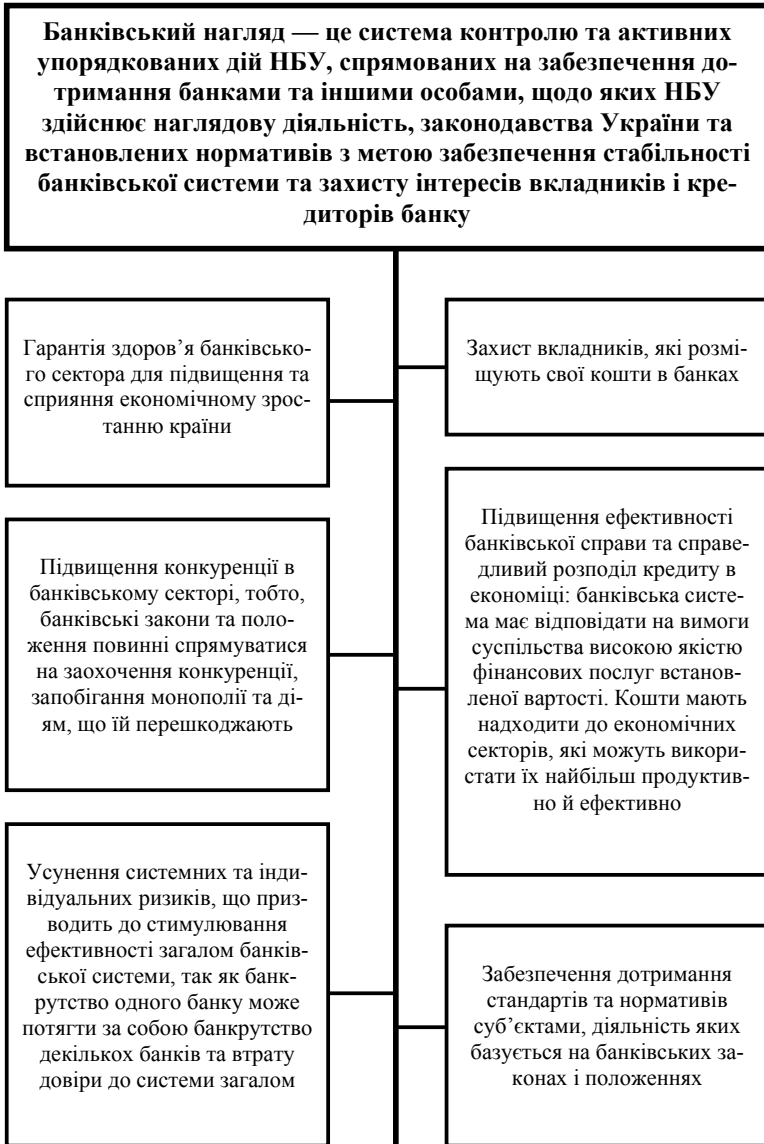 Банківський нагляд — це система контролю та активних
упорядкованих дій НБУ, спрямованих на забезпечення до-
тримання банками та іншими особами, щодо яких НБУ
здійснює наглядову діяльність, законодавства України та
встановлених нормативів з метою забезпечення стабільності
банківської системи та захисту інтересів вкладників і кре-
диторів банку
Гарантія здоров’я банківсько-
го сектора для підвищення та
сприяння економічному зрос-
танню країни
Захист вкладників, які розмі-
щують свої кошти в банках
Підвищення конкуренції в
банківському секторі, тобто,
банківські закони та поло-
ження повинні спрямуватися
на заохочення конкуренції,
запобігання монополії та ді-
ям, що їй перешкоджають
Підвищення ефективності
банківської справи та справе-
дливий розподіл кредиту в
економіці: банківська систе-
ма має відповідати на вимоги
суспільства високою якістю
фінансових послуг встанов-
леної вартості. Кошти мають
надходити до економічних
секторів, які можуть викорис-
тати їх найбільш продуктив-
но й ефективно
Усунення системних та інди-
відуальних ризиків, що приз-
водить до стимулювання
ефективності загалом банків-
ської системи, так як банк-
рутство одного банку може
потягти за собою банкрутство
декількох банків та втрату
довіри до системи загалом
Забезпечення дотримання
стандартів та нормативів
суб’єктами, діяльність яких
базується на банківських за-
конах і положеннях